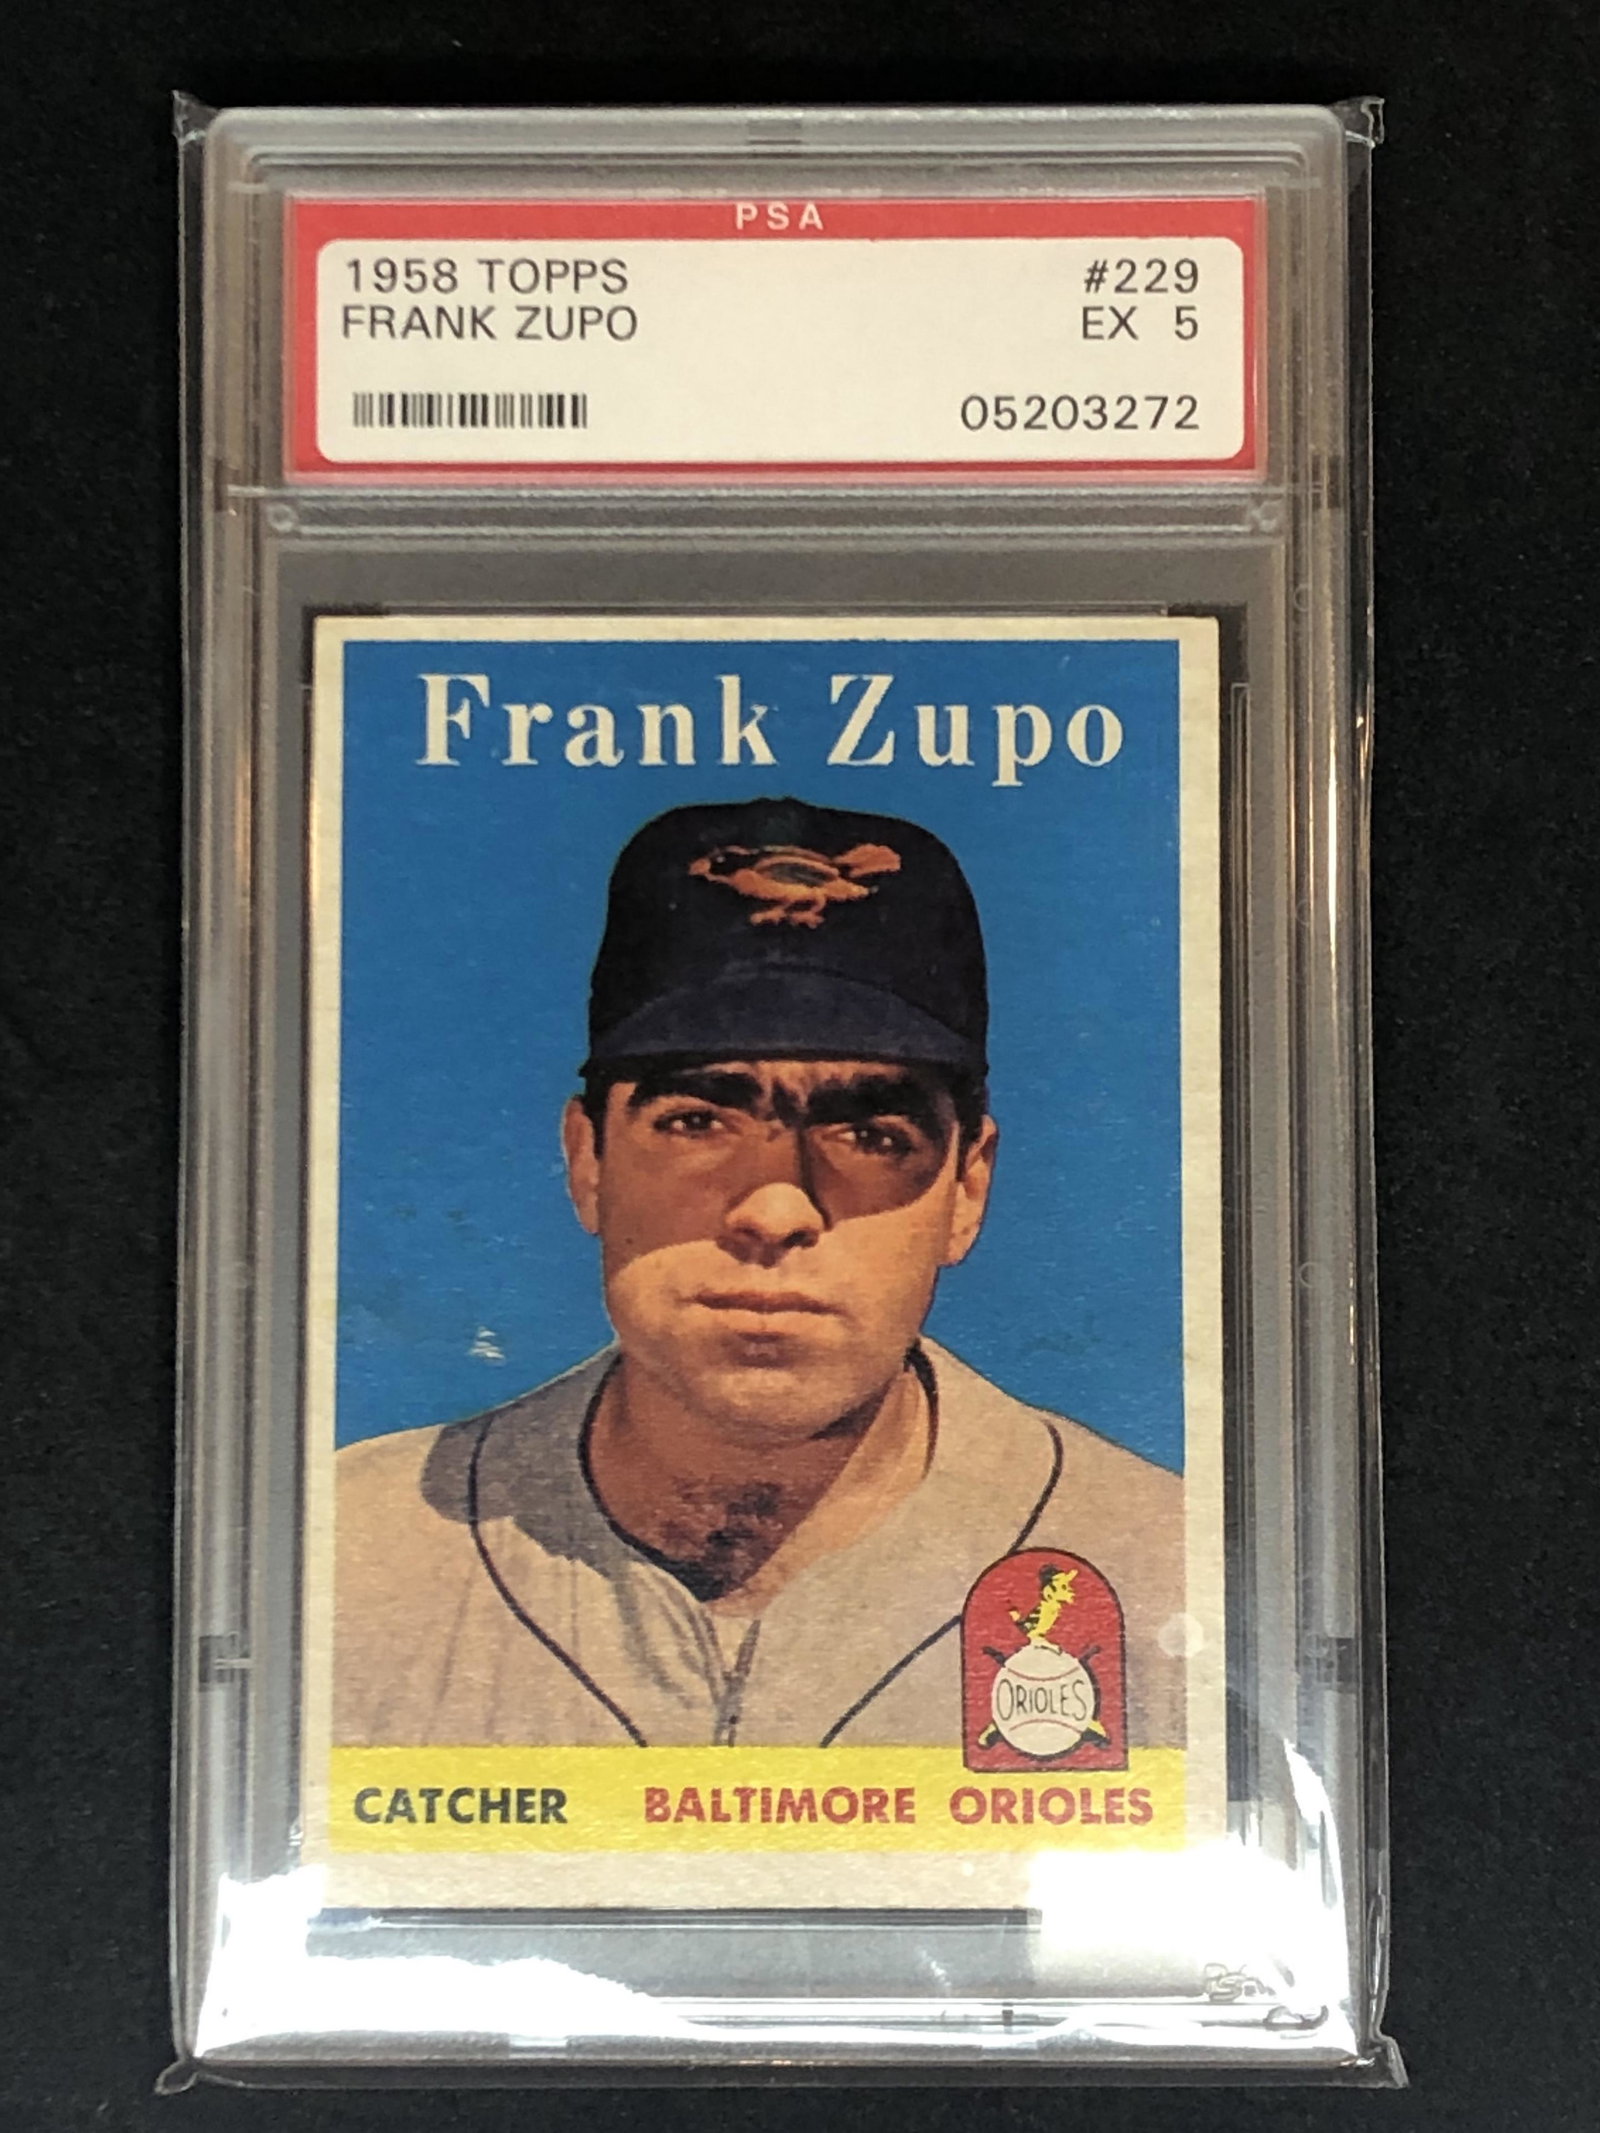 PSA
1958 TOPPS #229
FRANK ZUPO EX 5
05203272
Frank Zupo
ORIOLES
CATCHER BALTIMORE ORIOLES